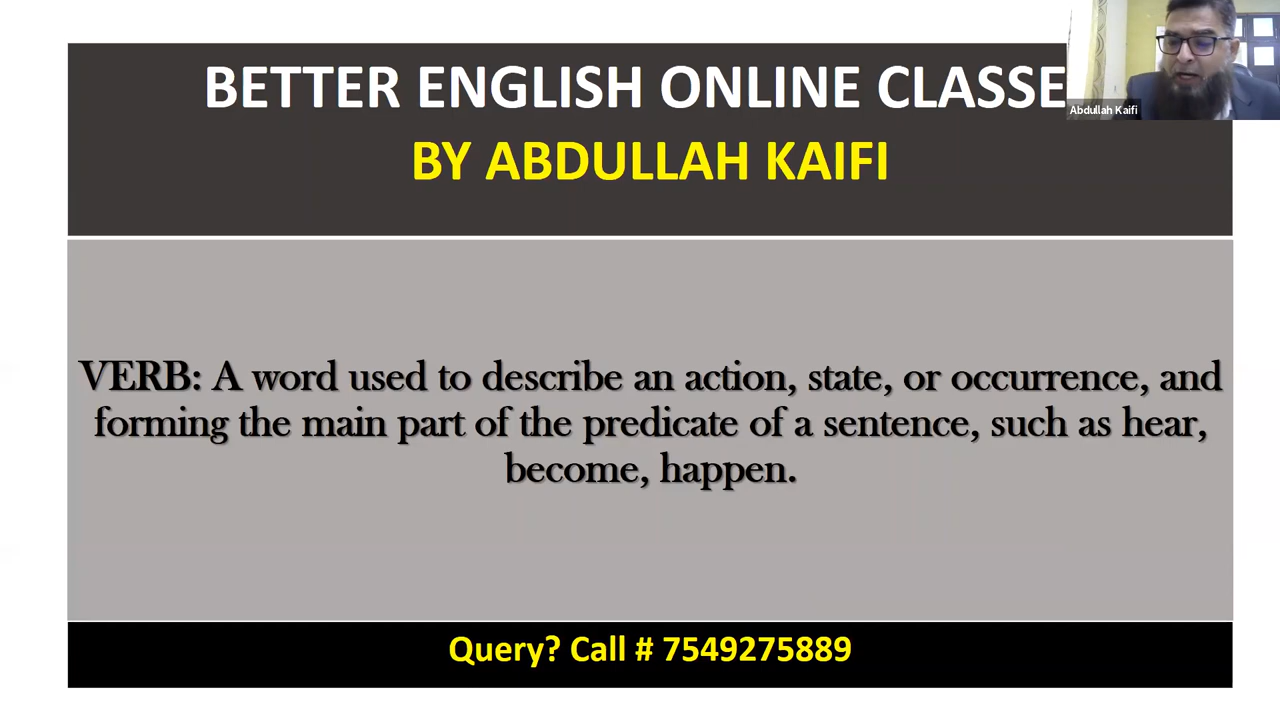 BETTER ENGLISH ONLINE CLASSE
BY ABDULLAH KAIFI
Abdullah Kaifi
VERB: A word used to describe an action, state, or occurrence, and
forming the main part of the predicate of a sentence, such as hear,
become, happen.
Query? Call # 7549275889